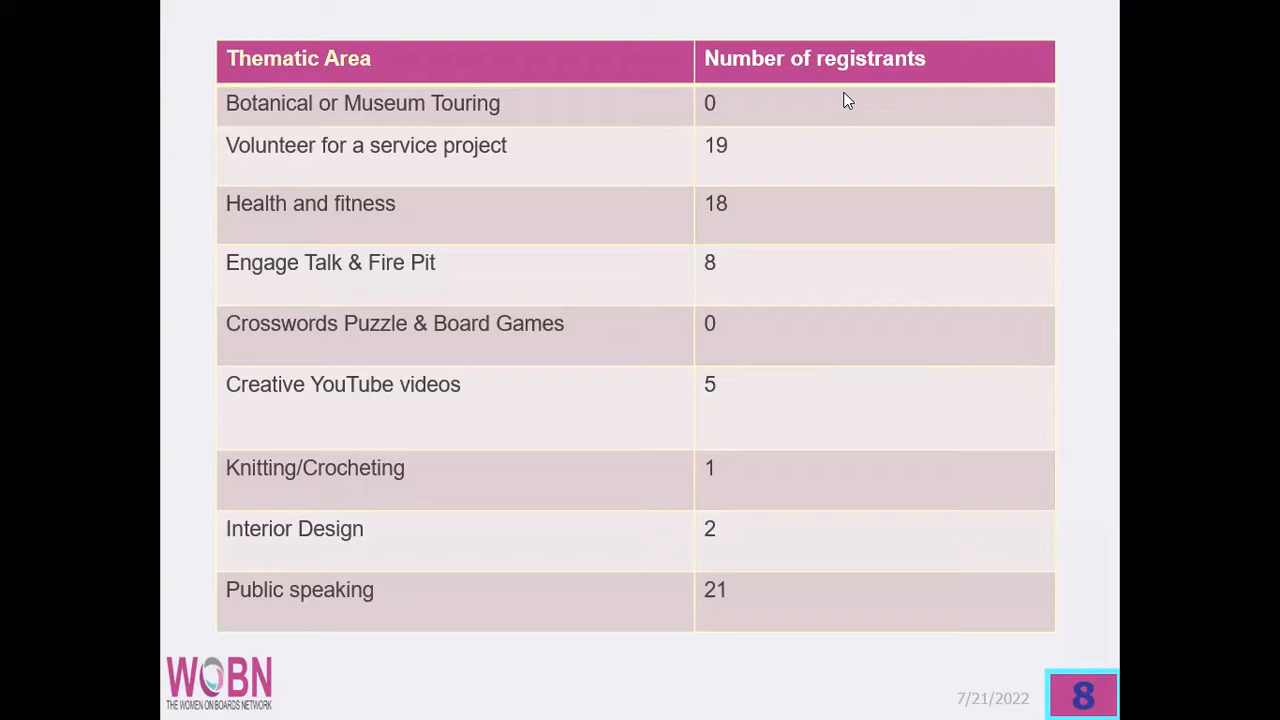 Thematic Area Number of registrants
Botanical or Museum Touring 0
Volunteer for a service project 19
Health and fitness 18
Engage Talk & Fire Pit 8
Crosswords Puzzle & Board Games 0
Creative YouTube videos 5
Knitting/Crocheting 1
Interior Design 2
Public speaking 21
WOBN
THE WOMEN ON BOARDS NETWORK
7/21/2022
8